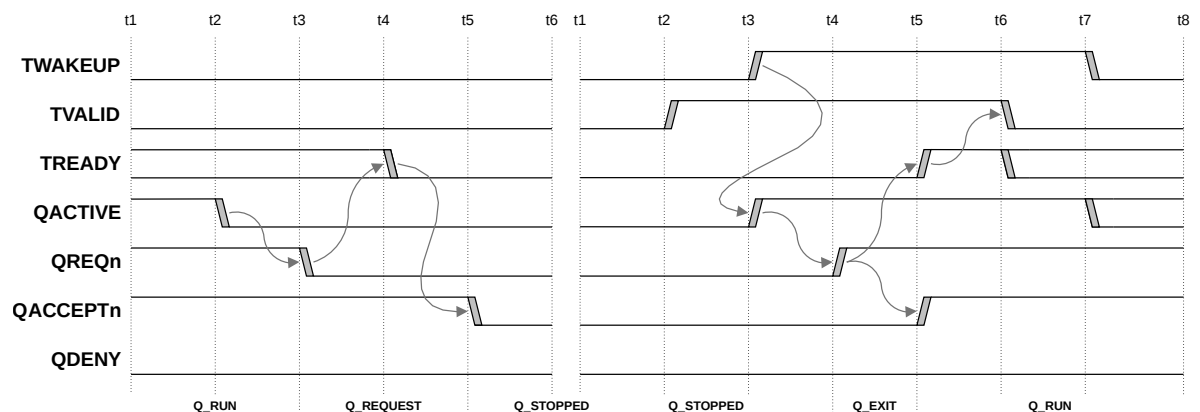 t1 t2 t3 t4 t5 t6 t1 t2 t3 t4 t5 t6 t7 t8
TWAKEUP
TVALID
TREADY
QACTIVE
QREQn
QACCEPTn
QDENY
Q_RUN Q_REQUEST Q_STOPPED Q_STOPPED Q_EXIT Q_RUN